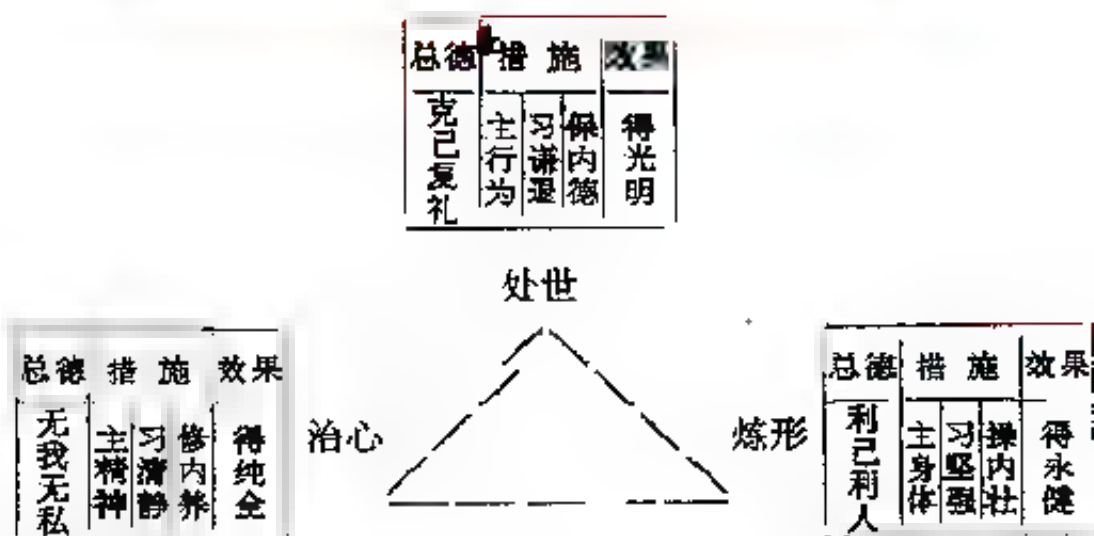 总德 措施 效果
克己复礼 主行为 习谦退 保内德 得光明
处世
总德 措施 效果
无我无私 主精神 习清静 修内养 得纯全
治心
炼形
总德 措施 效果
利己利人 主身体 习坚强 操内壮 得永健